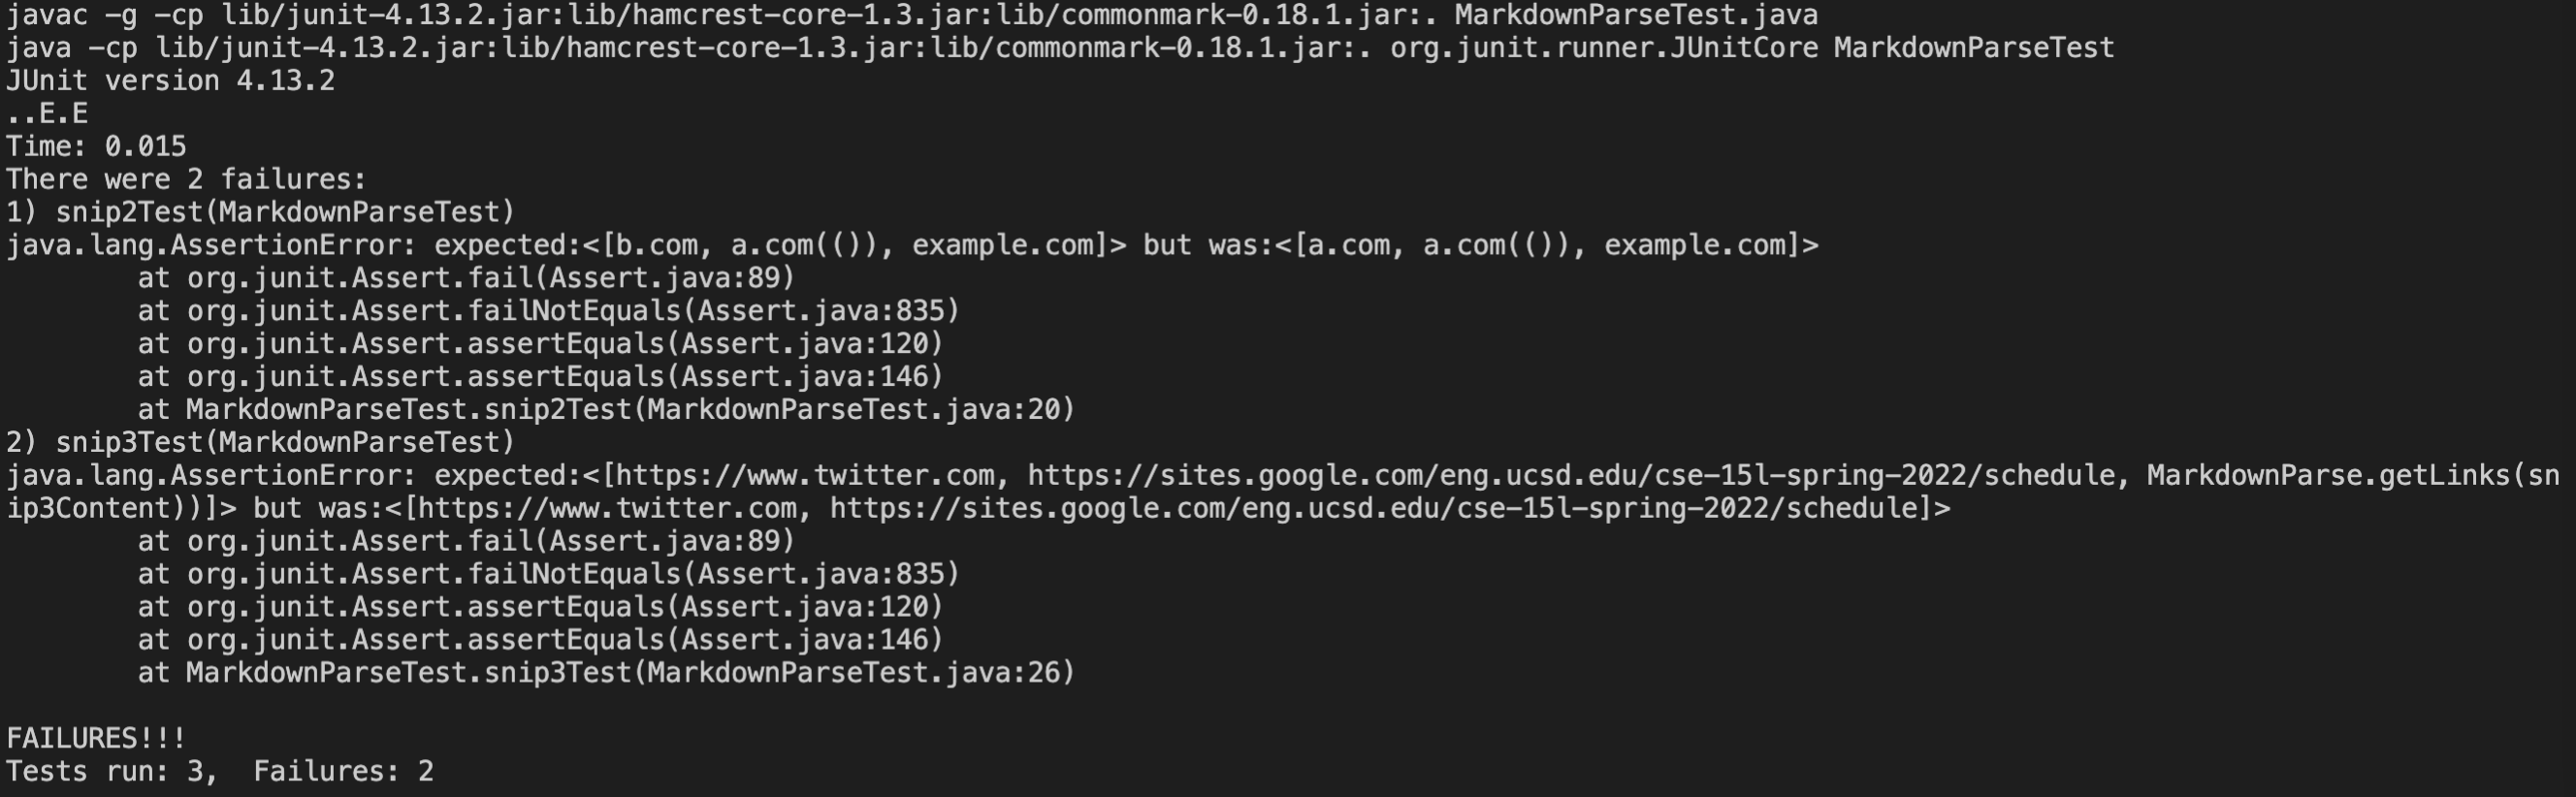 javac -g -cp lib/junit-4.13.2.jar:lib/hamcrest-core-1.3.jar:lib/commonmark-0.18.1.jar:. MarkdownParseTest.java
java -cp lib/junit-4.13.2.jar:lib/hamcrest-core-1.3.jar:lib/commonmark-0.18.1.jar:. org.junit.runner.JUnitCore MarkdownParseTest
JUnit version 4.13.2
..E.E
Time: 0.015
There were 2 failures:
1) snip2Test(MarkdownParseTest)
java.lang.AssertionError: expected:<[b.com, a.com(()), example.com]> but was:<[a.com, a.com(()), example.com]>
        at org.junit.Assert.fail(Assert.java:89)
        at org.junit.Assert.failNotEquals(Assert.java:835)
        at org.junit.Assert.assertEquals(Assert.java:120)
        at org.junit.Assert.assertEquals(Assert.java:146)
        at MarkdownParseTest.snip2Test(MarkdownParseTest.java:20)
2) snip3Test(MarkdownParseTest)
java.lang.AssertionError: expected:<[https://www.twitter.com, https://sites.google.com/eng.ucsd.edu/cse-15l-spring-2022/schedule, MarkdownParse.getLinks(sn
ip3Content))]> but was:<[https://www.twitter.com, https://sites.google.com/eng.ucsd.edu/cse-15l-spring-2022/schedule]>
        at org.junit.Assert.fail(Assert.java:89)
        at org.junit.Assert.failNotEquals(Assert.java:835)
        at org.junit.Assert.assertEquals(Assert.java:120)
        at org.junit.Assert.assertEquals(Assert.java:146)
        at MarkdownParseTest.snip3Test(MarkdownParseTest.java:26)

FAILURES!!!
Tests run: 3,  Failures: 2